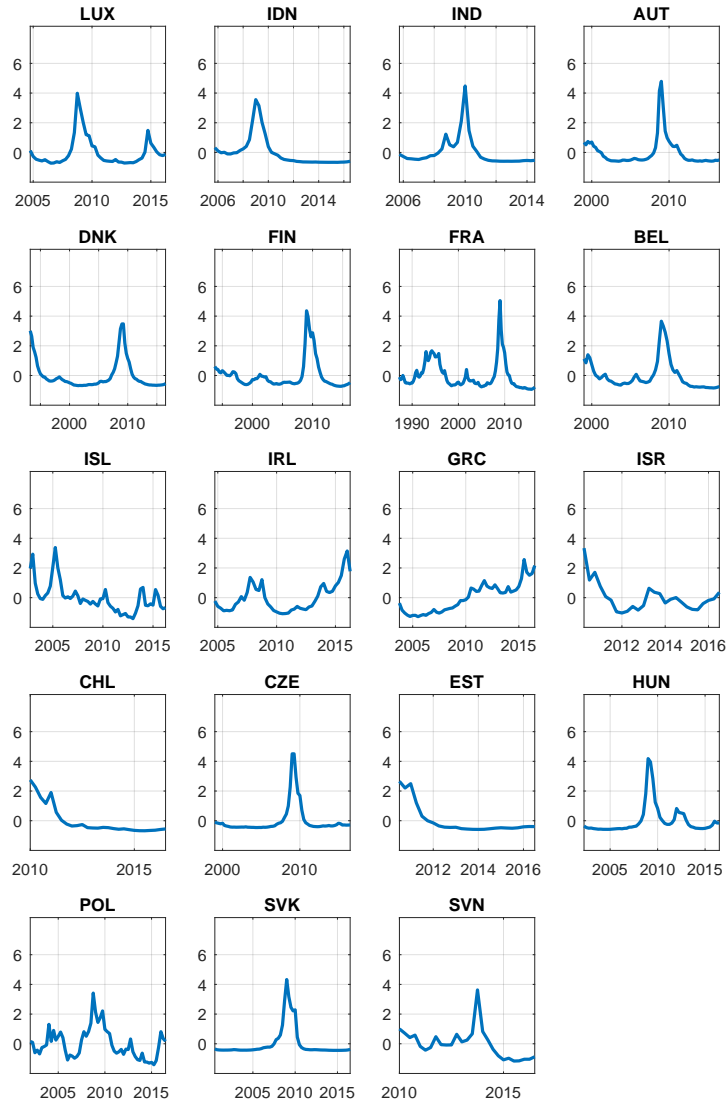 LUX IDN IND AUT
6 6 6 6
4 4 4 4
2 2 2 2
0 0 0 0
2005 2010 2015 2006 2010 2014 2006 2010 2014 2000 2010
DNK FIN FRA BEL
6 6 6 6
4 4 4 4
2 2 2 2
0 0 0 0
2000 2010 2000 2010 1990 2000 2010 2000 2010
ISL IRL GRC ISR
6 6 6 6
4 4 4 4
2 2 2 2
0 0 0 0
2005 2010 2015 2005 2010 2015 2005 2010 2015 2012 2014 2016
CHL CZE EST HUN
6 6 6 6
4 4 4 4
2 2 2 2
0 0 0 0
2010 2015 2000 2010 2012 2014 2016 2005 2010 2015
POL SVK SVN
6 6 6
4 4 4
2 2 2
0 0 0
2005 2010 2015 2005 2010 2015 2010 2015